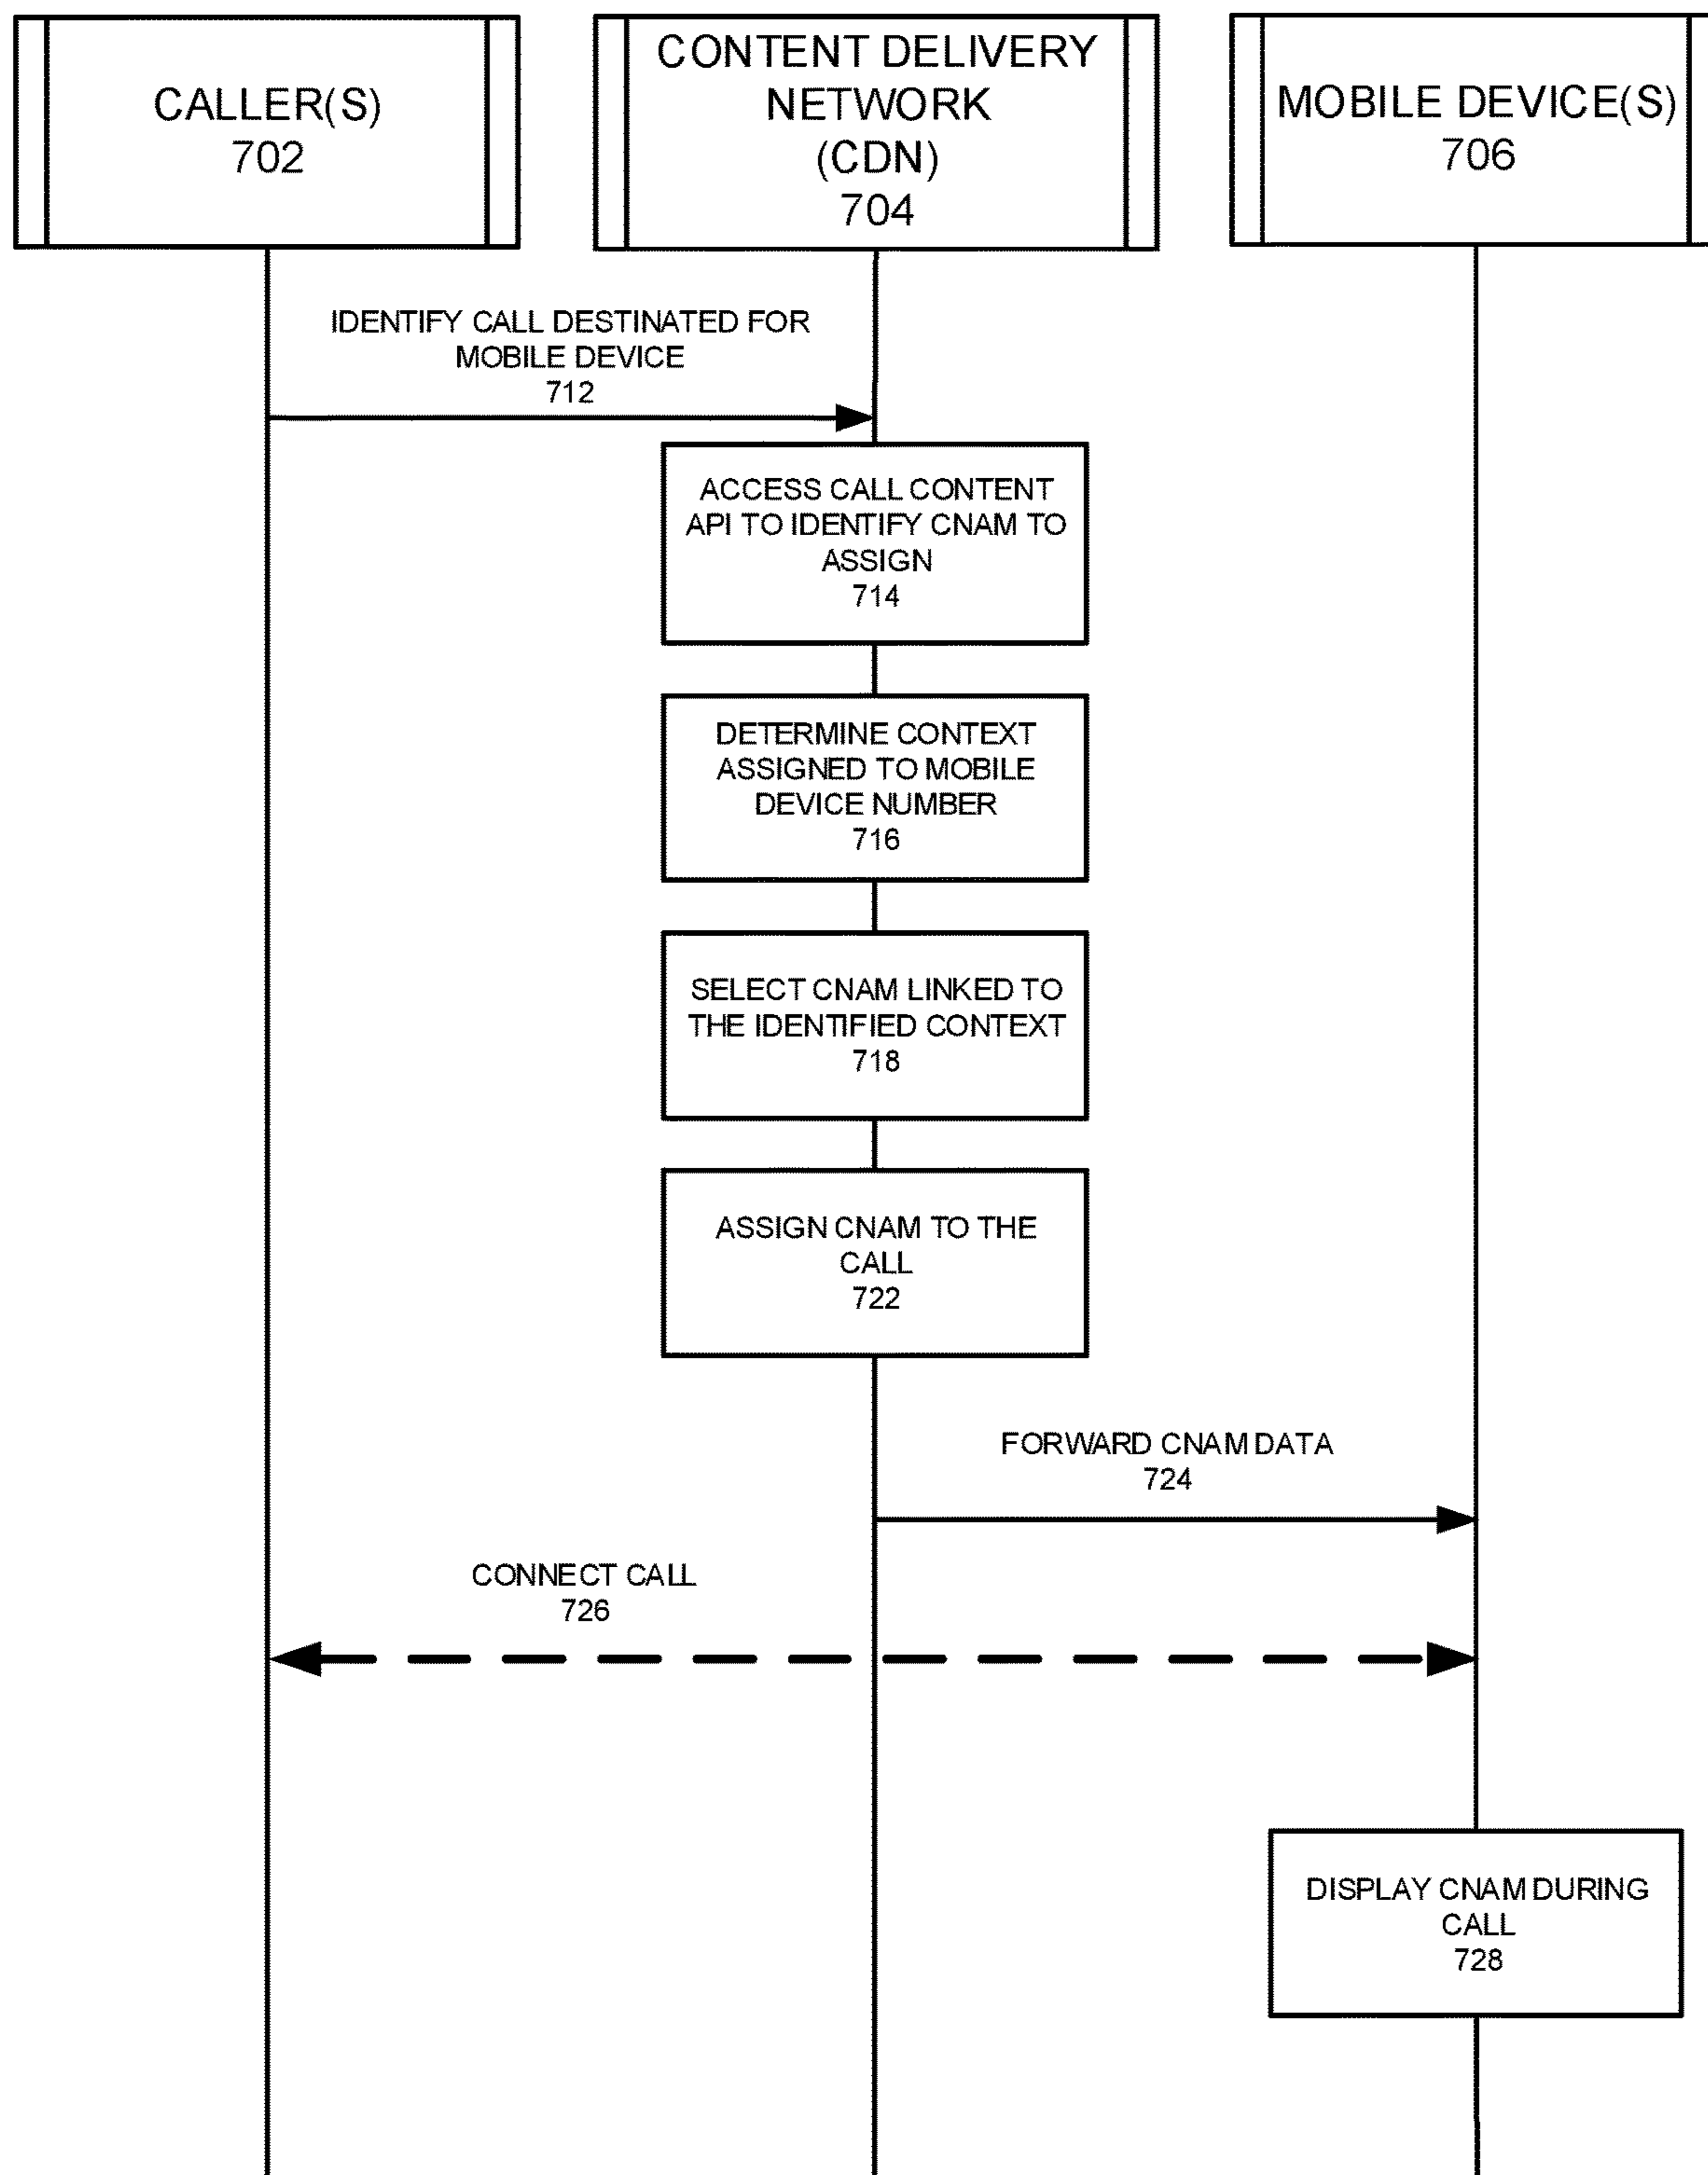 CALLER(S)
702
CONTENT DELIVERY
NETWORK
(CDN)
704
MOBILE DEVICE(S)
706
IDENTIFY CALL DESTINATED FOR
MOBILE DEVICE
712
ACCESS CALL CONTENT
API TO IDENTIFY CNAM TO
ASSIGN
714
DETERMINE CONTEXT
ASSIGNED TO MOBILE
DEVICE NUMBER
716
SELECT CNAM LINKED TO
THE IDENTIFIED CONTEXT
718
ASSIGN CNAM TO THE
CALL
722
FORWARD CNAM DATA
724
CONNECT CALL
726
DISPLAY CNAM DURING
CALL
728